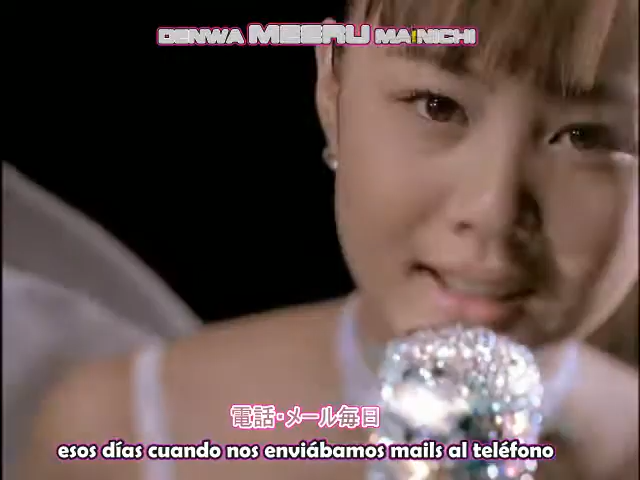 DENWA MEERU MAINICHI
電話・メール毎日
esos días cuando nos enviábamos mails al teléfono